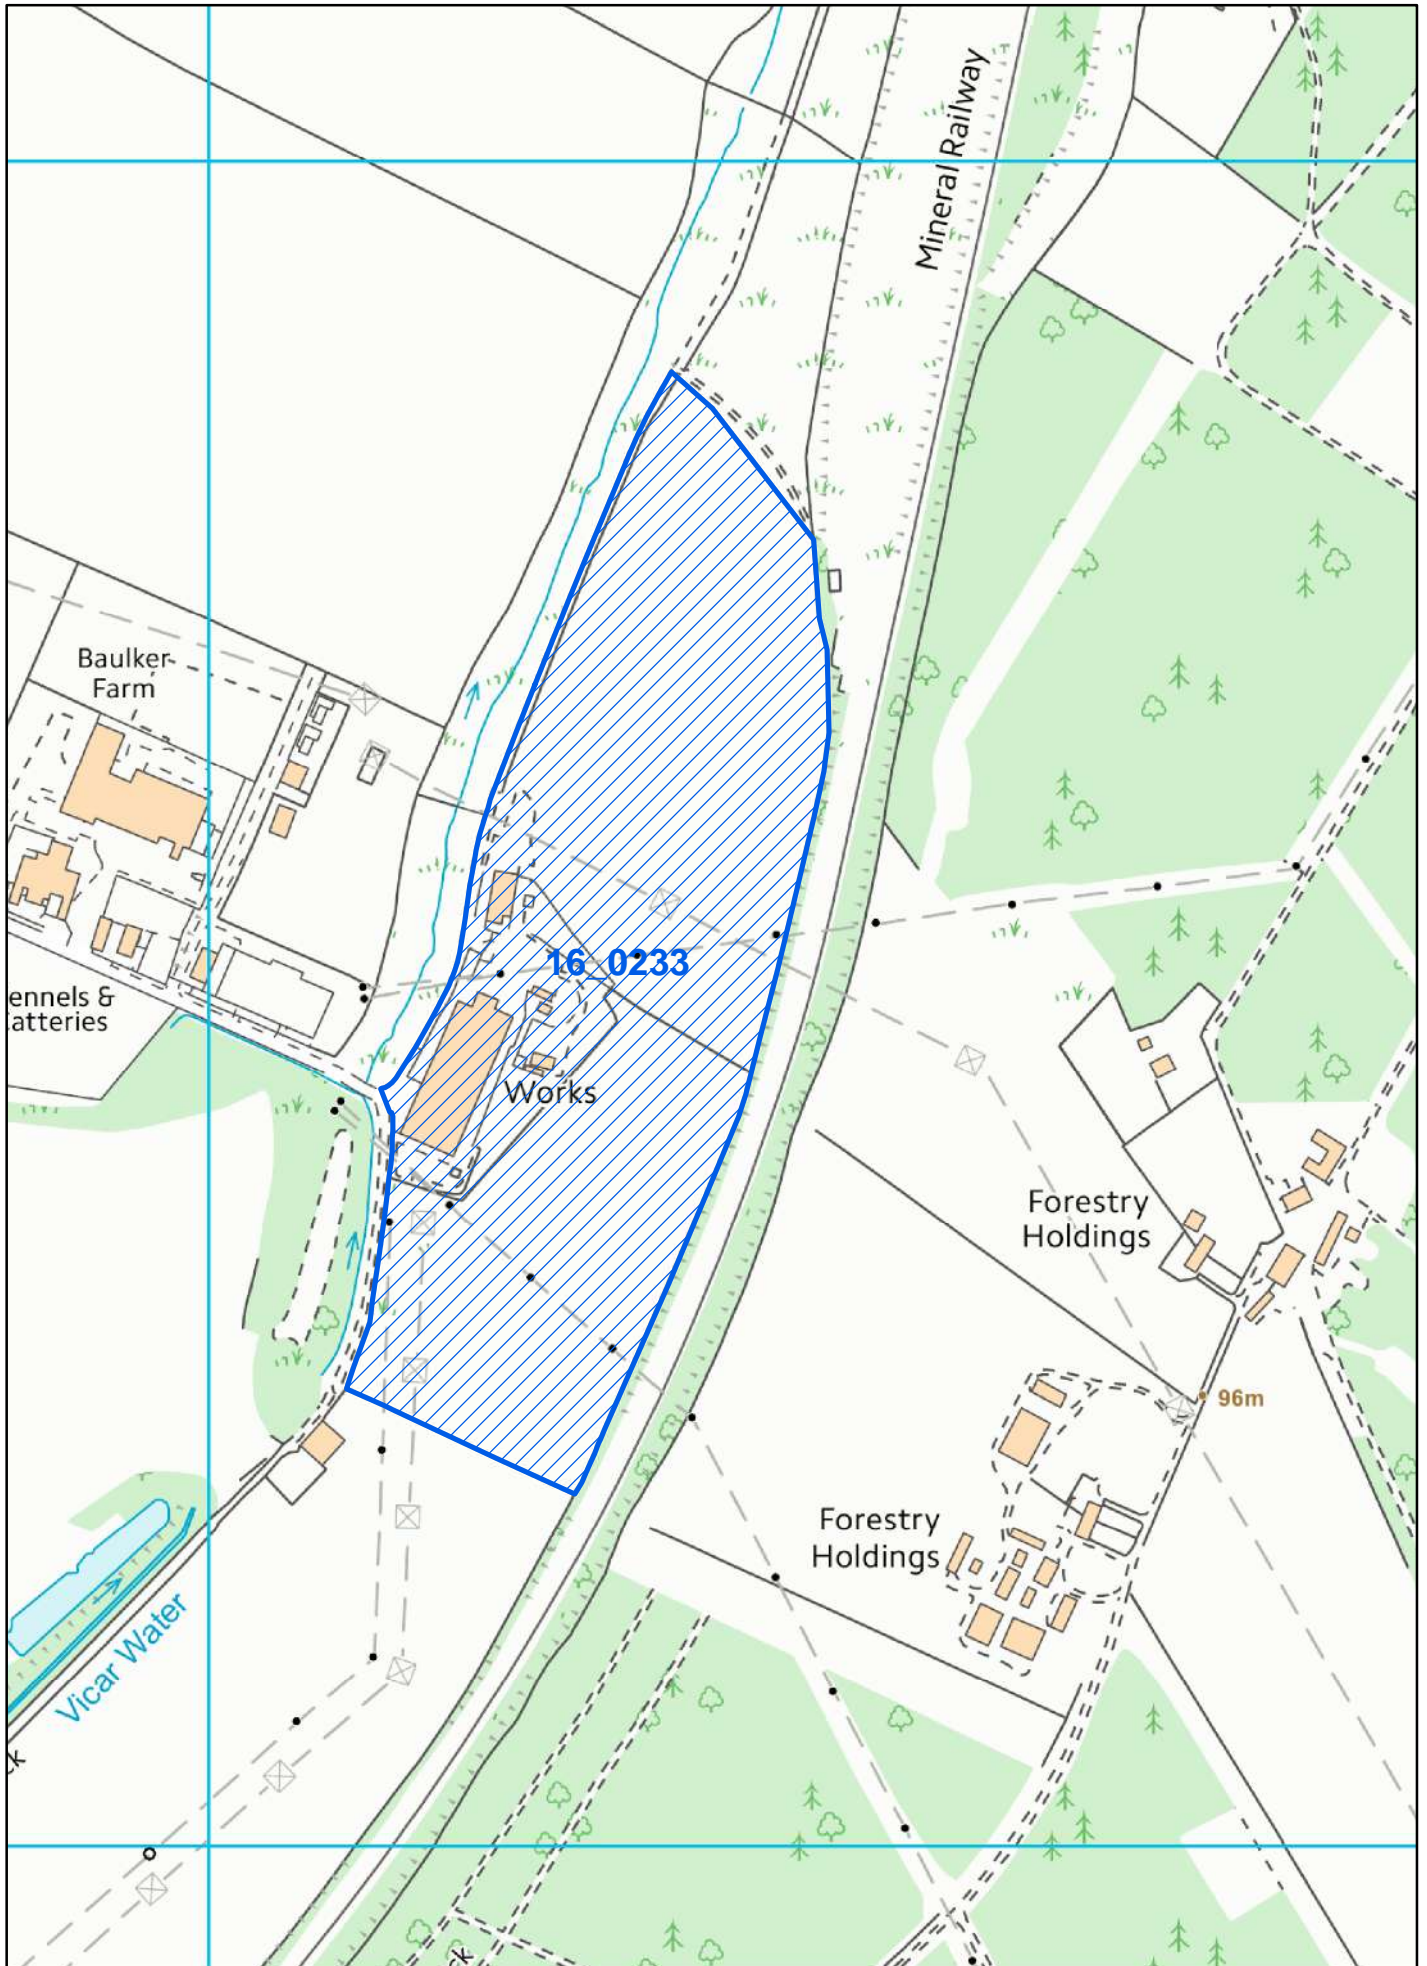 Mineral Railway
Baulker
Farm
16_0233
ennels &
atteries
Works
Forestry
Holdings
96m
Forestry
Holdings
Vicar Water
k
k